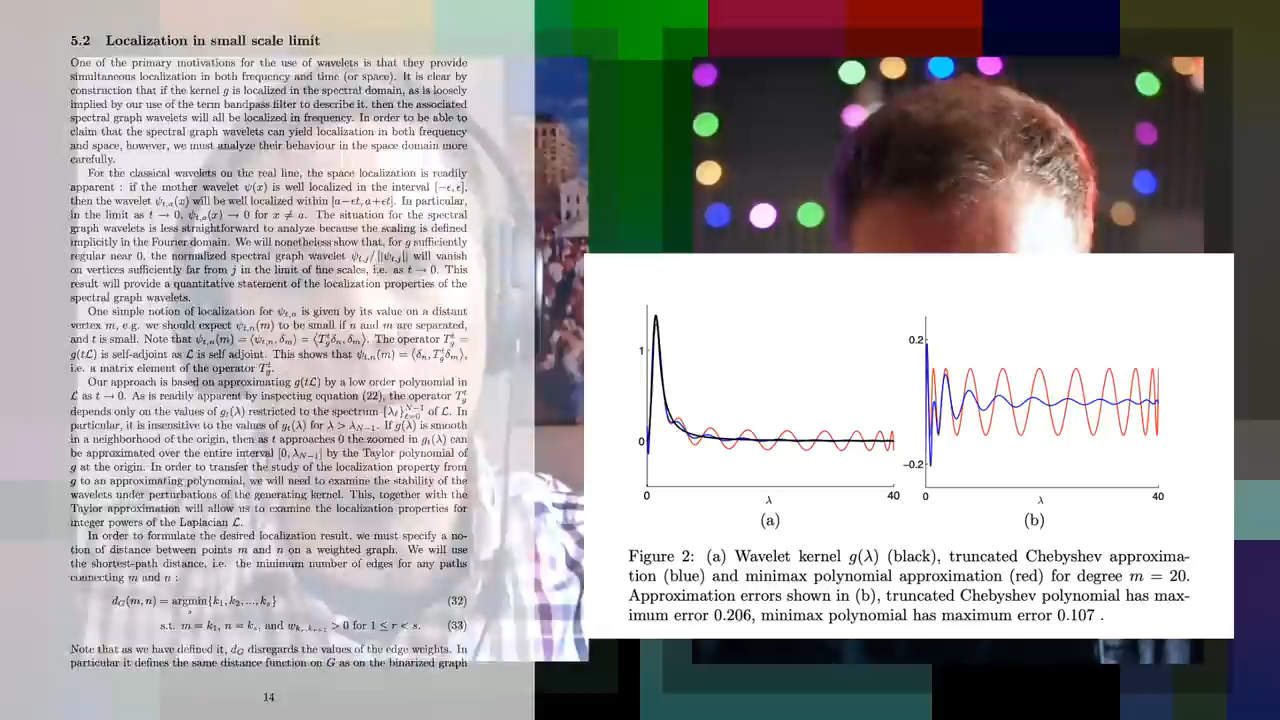 5.2 Localization in small scale limit
One of the primary motivations for the use of wavelets is that they provide
simultaneous localization in both frequency and time (or space). It is clear by
construction that if the kernel g is localized in the spectral domain, as is loosely
implied by our use of the term bandpass filter to describe it, then the associated
spectral graph wavelets will all be localized in frequency. In order to be able to
claim that the spectral graph wavelets can yield localization in both frequency
and space, however, we must analyze their behaviour in the space domain more
carefully.
For the classical wavelets on the real line, the space localization is readily
apparent : if the mother wavelet ψ(x) is well localized in the interval [−ϵ, ϵ],
then the wavelet ψt,a(x) will be well localized within [a−ϵt, a+ϵt]. In particular,
in the limit as t → 0, ψt,a(x) → 0 for x ≠ a. The situation for the spectral
graph wavelets is less straightforward to analyze because the scaling is defined
implicitly in the Fourier domain. We will nonetheless show that, for g sufficiently
regular near 0, the normalized spectral graph wavelet ψt,j/||ψt,j|| will vanish
on vertices sufficiently far from j in the limit of fine scales, i.e. as t → 0. This
result will provide a quantitative statement of the localization properties of the
spectral graph wavelets.
One simple notion of localization for ψt,n is given by its value on a distant
vertex m, e.g. we should expect ψt,n(m) to be small if n and m are separated,
and t is small. Note that ψt,n(m) = ⟨ψt,n, δm⟩ = ⟨T^t_g δn, δm⟩. The operator T^t_g =
g(tℒ) is self-adjoint as ℒ is self adjoint. This shows that ψt,n(m) = ⟨δn, T^t_g δm⟩,
i.e. a matrix element of the operator T^t_g.
Our approach is based on approximating g(tℒ) by a low order polynomial in
ℒ as t → 0. As is readily apparent by inspecting equation (22), the operator T^t_g
depends only on the values of gt(λ) restricted to the spectrum {λℓ}^{N−1}_{ℓ=0} of ℒ. In
particular, it is insensitive to the values of gt(λ) for λ > λN−1. If g(λ) is smooth
in a neighborhood of the origin, then as t approaches 0 the zoomed in gt(λ) can
be approximated over the entire interval [0, λN−1] by the Taylor polynomial of
g at the origin. In order to transfer the study of the localization property from
g to an approximating polynomial, we will need to examine the stability of the
wavelets under perturbations of the generating kernel. This, together with the
Taylor approximation will allow us to examine the localization properties for
integer powers of the Laplacian ℒ.
In order to formulate the desired localization result, we must specify a no-
tion of distance between points m and n on a weighted graph. We will use
the shortest-path distance, i.e. the minimum number of edges for any paths
connecting m and n :
dG(m, n) = argmin{k1, k2, ..., ks} (32)
s
s.t. m = k1, n = ks, and wkr,kr+1 > 0 for 1 ≤ r < s. (33)
Note that as we have defined it, dG disregards the values of the edge weights. In
particular it defines the same distance function on G as on the binarized graph
14
1
0
0
λ
40
(a)
0.2
−0.2
0
λ
40
(b)
Figure 2: (a) Wavelet kernel g(λ) (black), truncated Chebyshev approxima-
tion (blue) and minimax polynomial approximation (red) for degree m = 20.
Approximation errors shown in (b), truncated Chebyshev polynomial has max-
imum error 0.206, minimax polynomial has maximum error 0.107 .